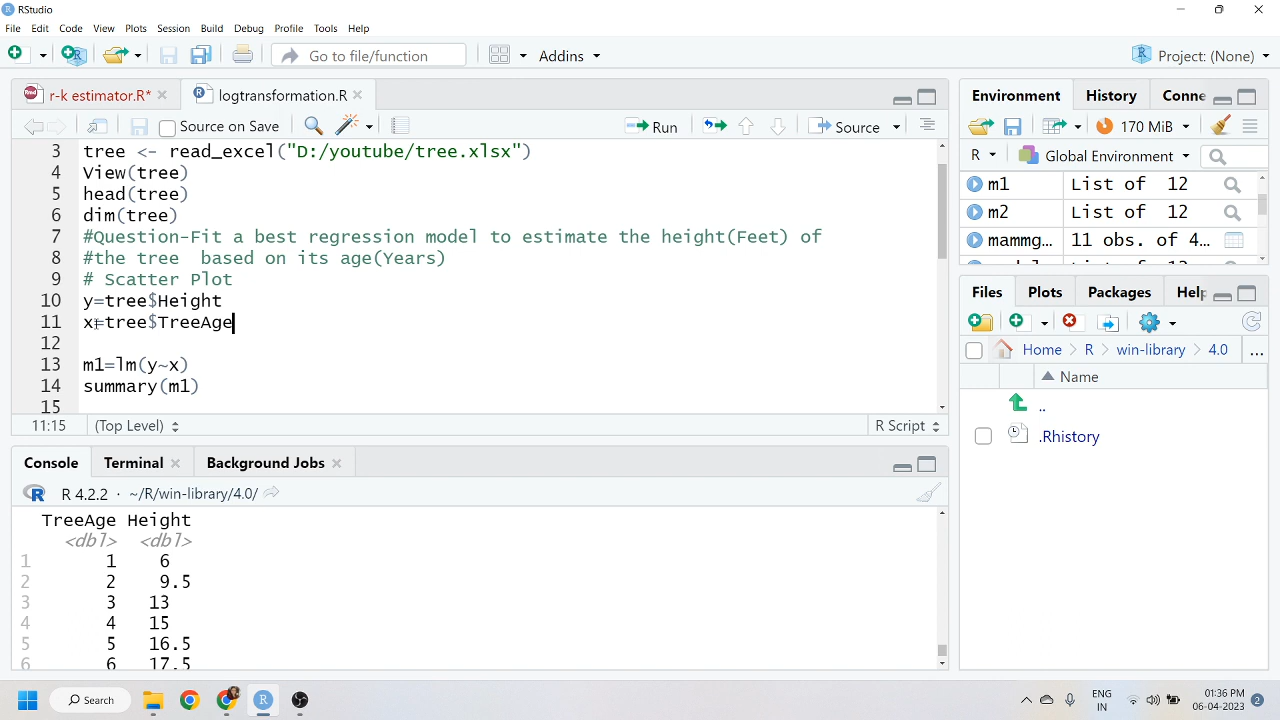 RStudio
File Edit Code View Plots Session Build Debug Profile Tools Help
Go to file/function Addins Project: (None)
r-k estimator.R* logtransformation.R
Source on Save Run Source
3 tree <- read_excel("D:/youtube/tree.xlsx")
4 View(tree)
5 head(tree)
6 dim(tree)
7 #Question-Fit a best regression model to estimate the height(Feet) of
8 #the tree  based on its age(Years)
9 # Scatter Plot
10 y=tree$Height
11 x=tree$TreeAge
12
13 m1=lm(y~x)
14 summary(m1)
15
11:15 (Top Level) R Script
Console Terminal Background Jobs
R 4.2.2 · ~/R/win-library/4.0/
TreeAge Height
<dbl> <dbl>
1 1 6
2 2 9.5
3 3 13
4 4 15
5 5 16.5
6 6 17.5
Environment History Conne
170 MiB
R Global Environment
m1 List of 12
m2 List of 12
mammg... 11 obs. of 4...
Files Plots Packages Help
Home R win-library 4.0 ...
Name
..
.Rhistory
Search ENG IN 01:36 PM 06-04-2023 2